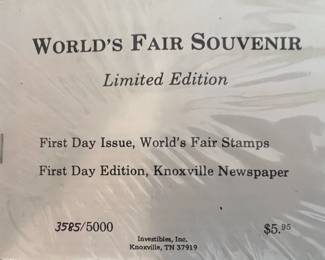 WORLD'S FAIR SOUVENIR
Limited Edition
First Day Issue, World's Fair Stamps
First Day Edition, Knoxville Newspaper
3585/5000
$5.95
Investibles, Inc.
Knoxville, TN 37919